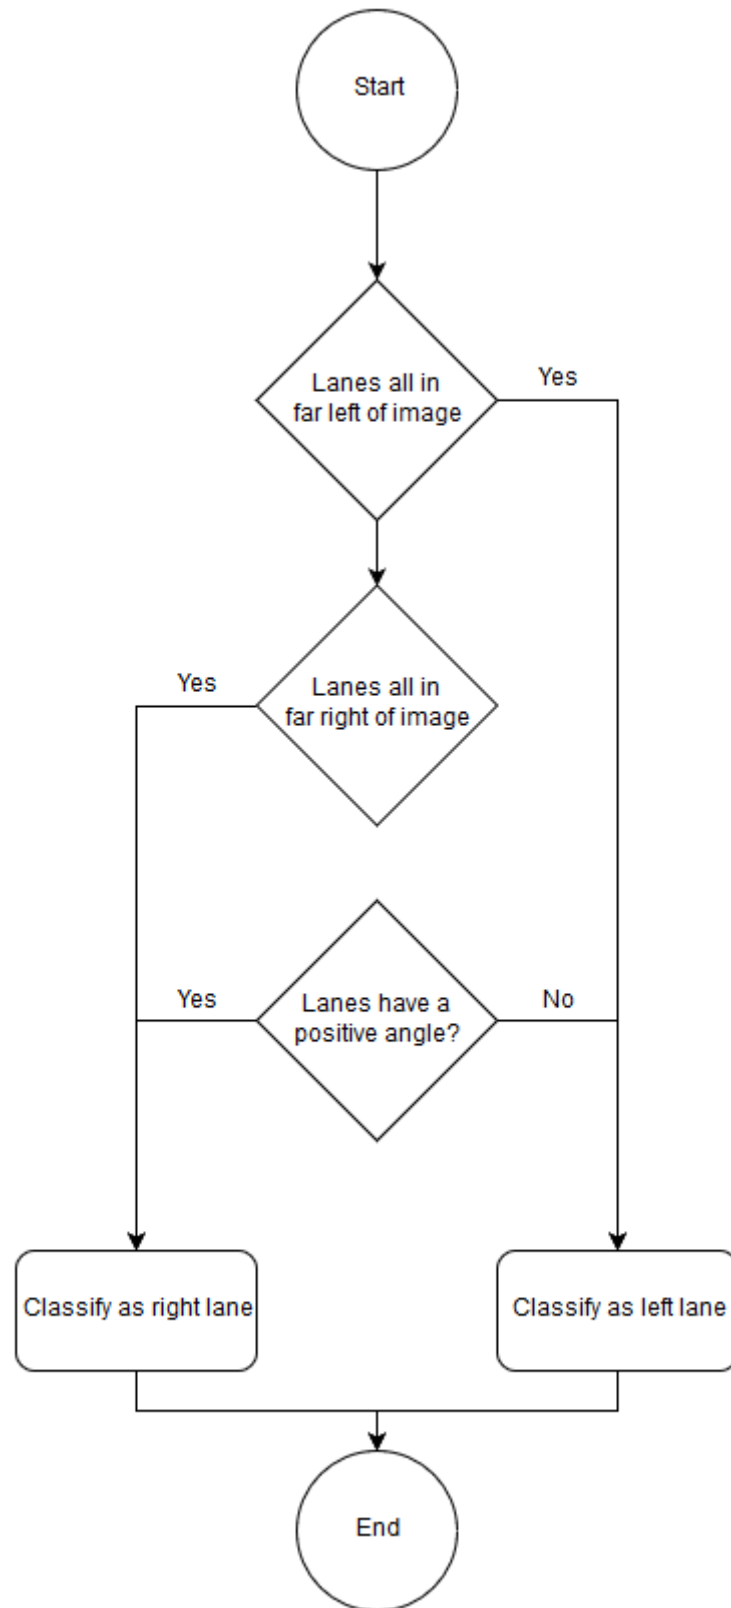 Start
Lanes all in
far left of image
Yes
Lanes all in
far right of image
Yes
Lanes have a
positive angle?
Yes
No
Classify as right lane
Classify as left lane
End